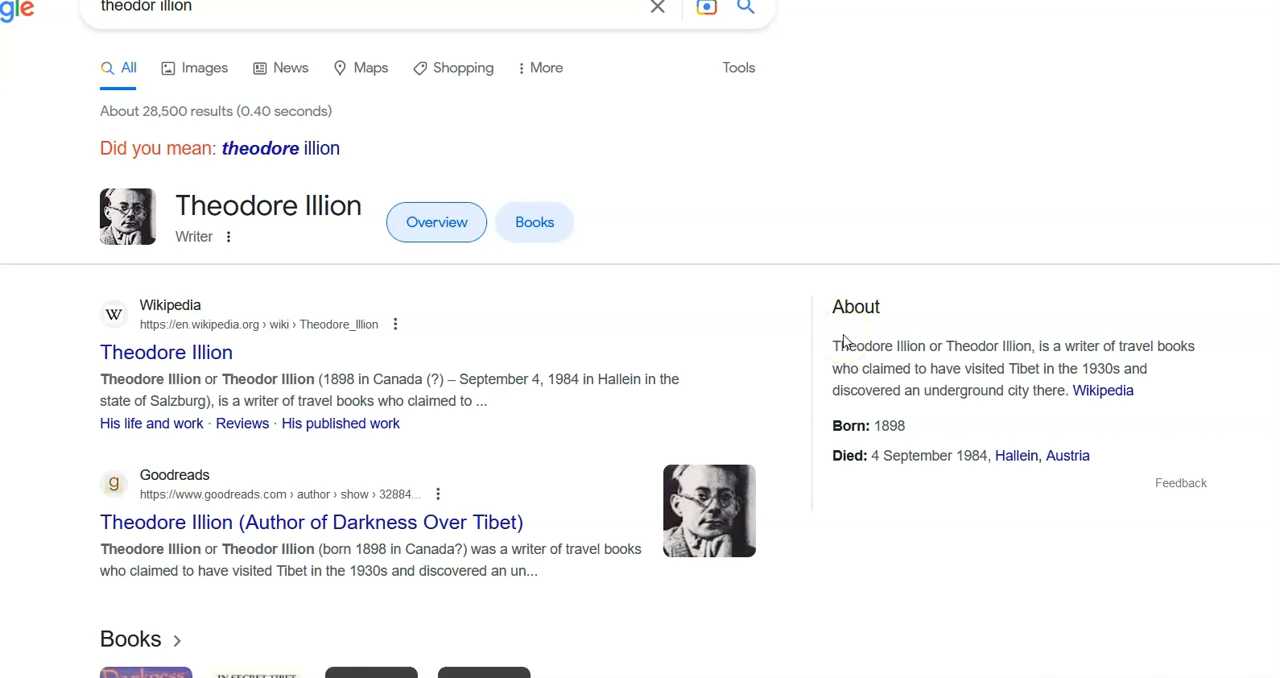 gle
theodor illion
All Images News Maps Shopping More Tools
About 28,500 results (0.40 seconds)
Did you mean: theodore illion
Theodore Illion
Writer
Overview Books
W
Wikipedia
https://en.wikipedia.org › wiki › Theodore_Illion
Theodore Illion
Theodore Illion or Theodor Illion (1898 in Canada (?) – September 4, 1984 in Hallein in the
state of Salzburg), is a writer of travel books who claimed to ...
His life and work · Reviews · His published work
g
Goodreads
https://www.goodreads.com › author › show › 32884...
Theodore Illion (Author of Darkness Over Tibet)
Theodore Illion or Theodor Illion (born 1898 in Canada?) was a writer of travel books
who claimed to have visited Tibet in the 1930s and discovered an un...
Books
Darkness
IN SECRET TIBET
About
Theodore Illion or Theodor Illion, is a writer of travel books
who claimed to have visited Tibet in the 1930s and
discovered an underground city there. Wikipedia
Born: 1898
Died: 4 September 1984, Hallein, Austria
Feedback